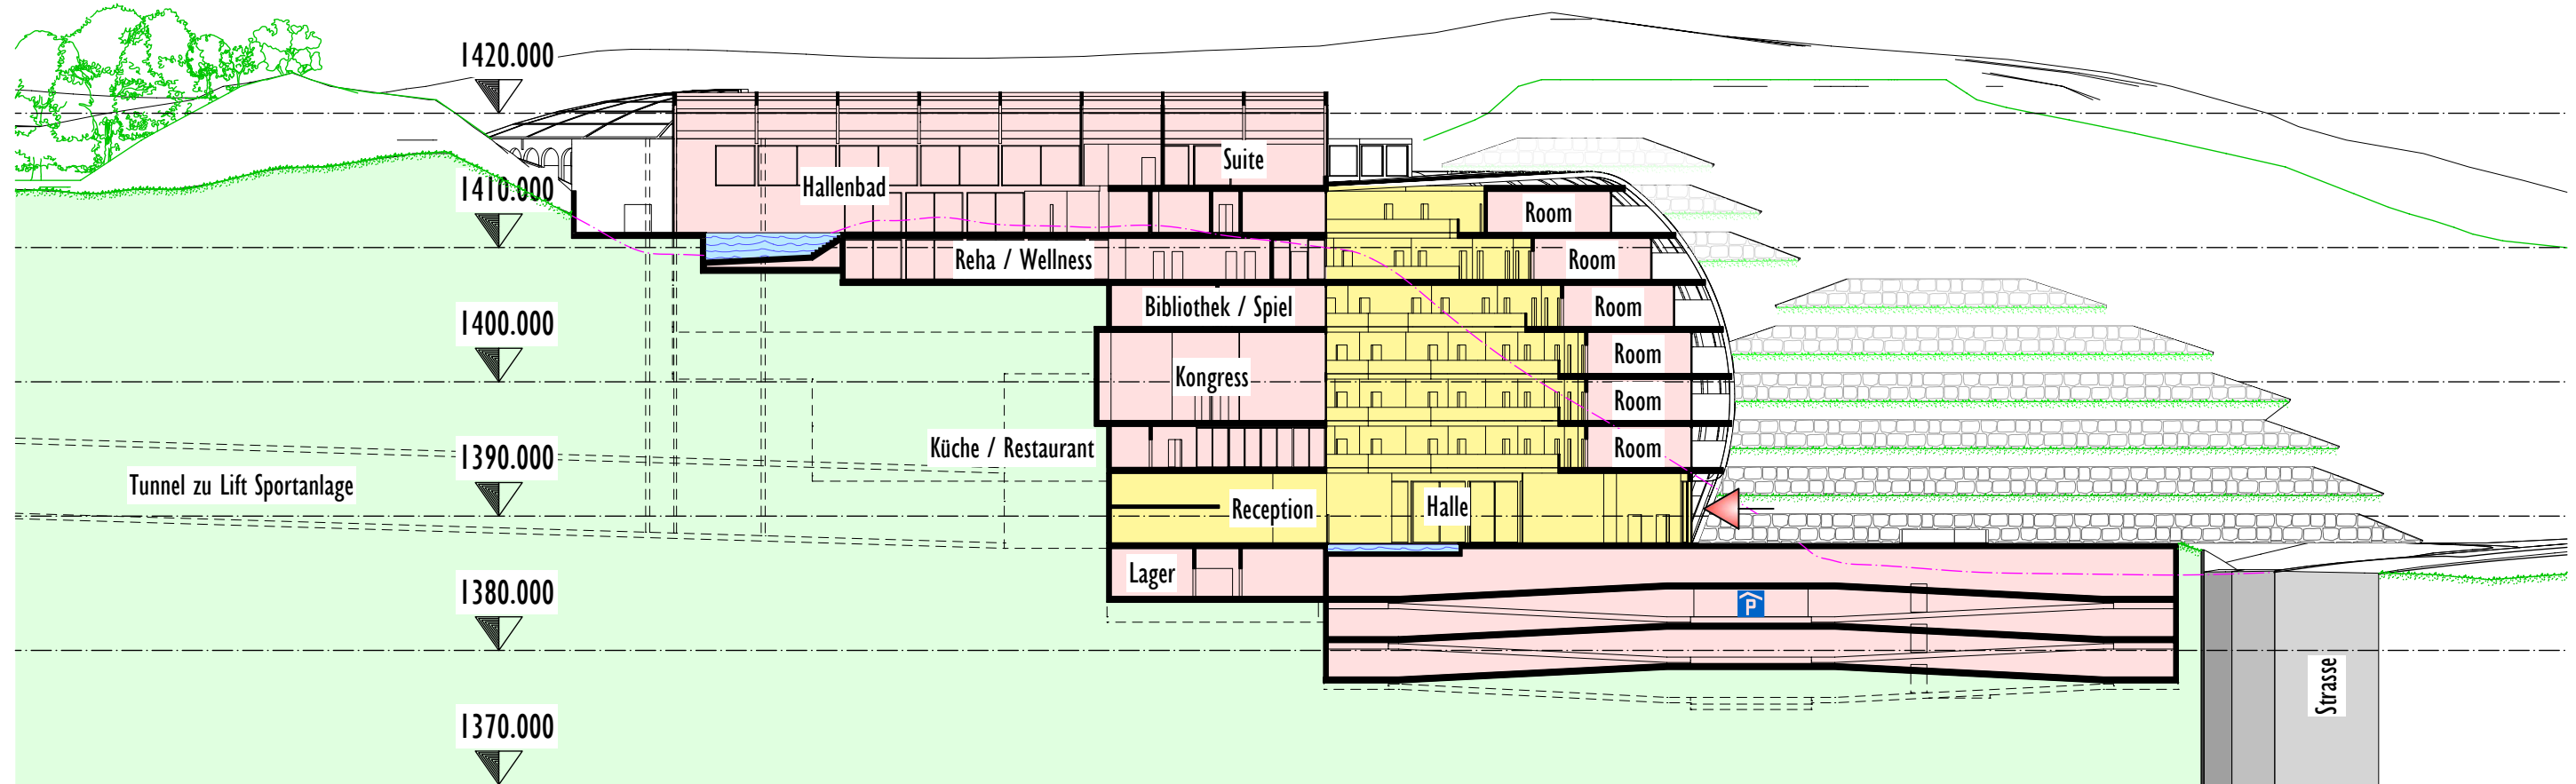 1420.000
Suite
Hallenbad
1410.000
Room
Reha / Wellness
Room
Bibliothek / Spiel
Room
1400.000
Room
Kongress
Room
Küche / Restaurant
Room
1390.000
Tunnel zu Lift Sportanlage
Reception
Halle
Lager
1380.000
P
Strasse
1370.000